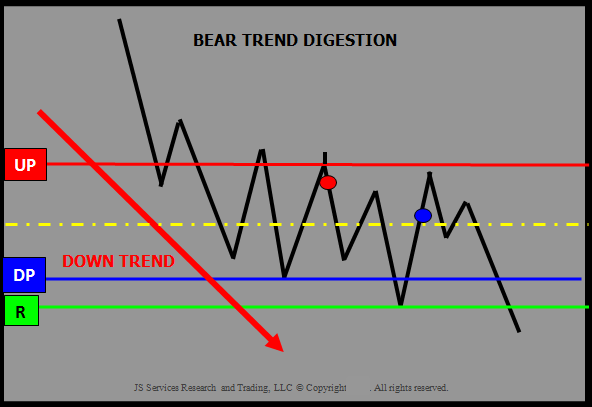 BEAR TREND DIGESTION
UP
DOWN TREND
DP
R
JS Services Research and Trading, LLC © Copyright . All rights reserved.